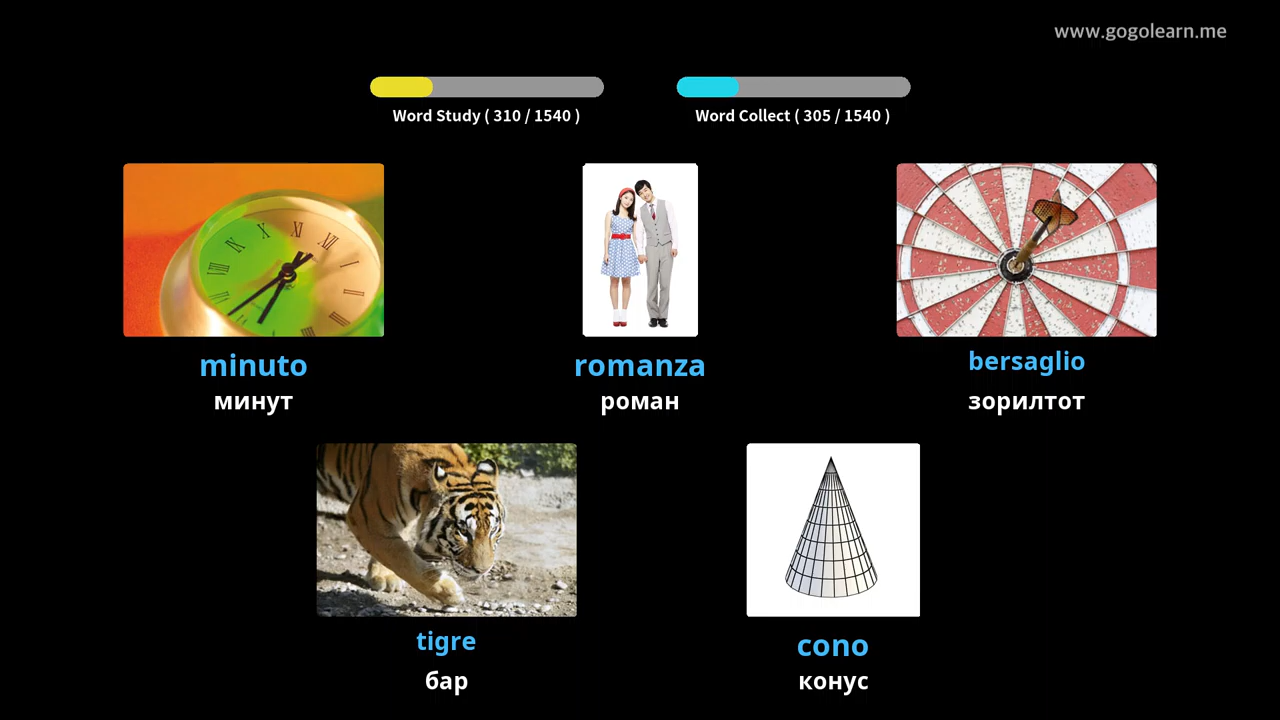 www.gogolearn.me
Word Study ( 310 / 1540 )
Word Collect ( 305 / 1540 )
minuto
минут
romanza
роман
bersaglio
зорилтот
tigre
бар
cono
конус